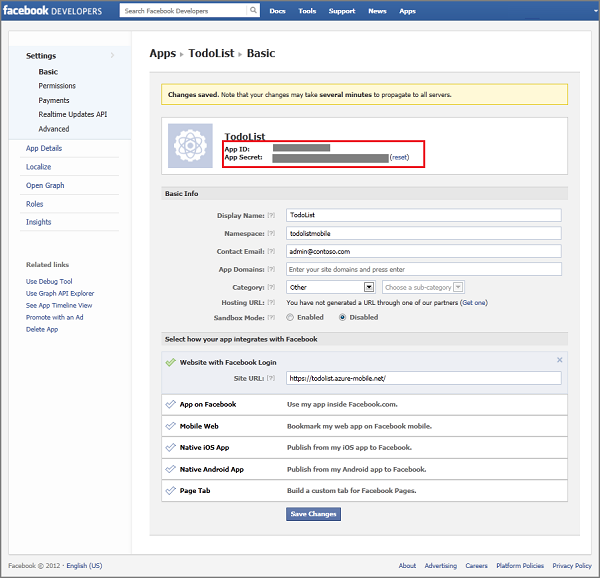 facebook DEVELOPERS Search Facebook Developers Docs Tools Support News Apps
Settings
Basic
Permissions
Payments
Realtime Updates API
Advanced
App Details
Localize
Open Graph
Roles
Insights
Related links
Use Debug Tool
Use Graph API Explorer
See App Timeline View
Promote with an Ad
Delete App
Apps TodoList Basic
Changes saved. Note that your changes may take several minutes to propagate to all servers.
TodoList
App ID:
App Secret: (reset)
Basic Info
Display Name: [?] TodoList
Namespace: [?] todolistmobile
Contact Email: [?] admin@contoso.com
App Domains: [?] Enter your site domains and press enter
Category: [?] Other Choose a sub-category
Hosting URL: [?] You have not generated a URL through one of our partners (Get one)
Sandbox Mode: [?] Enabled Disabled
Select how your app integrates with Facebook
Website with Facebook Login
Site URL: [?] https://todolist.azure-mobile.net/
App on Facebook Use my app inside Facebook.com.
Mobile Web Bookmark my web app on Facebook mobile.
Native iOS App Publish from my iOS app to Facebook.
Native Android App Publish from my Android app to Facebook.
Page Tab Build a custom tab for Facebook Pages.
Save Changes
Facebook © 2012 · English (US) About Advertising Careers Platform Policies Privacy Policy